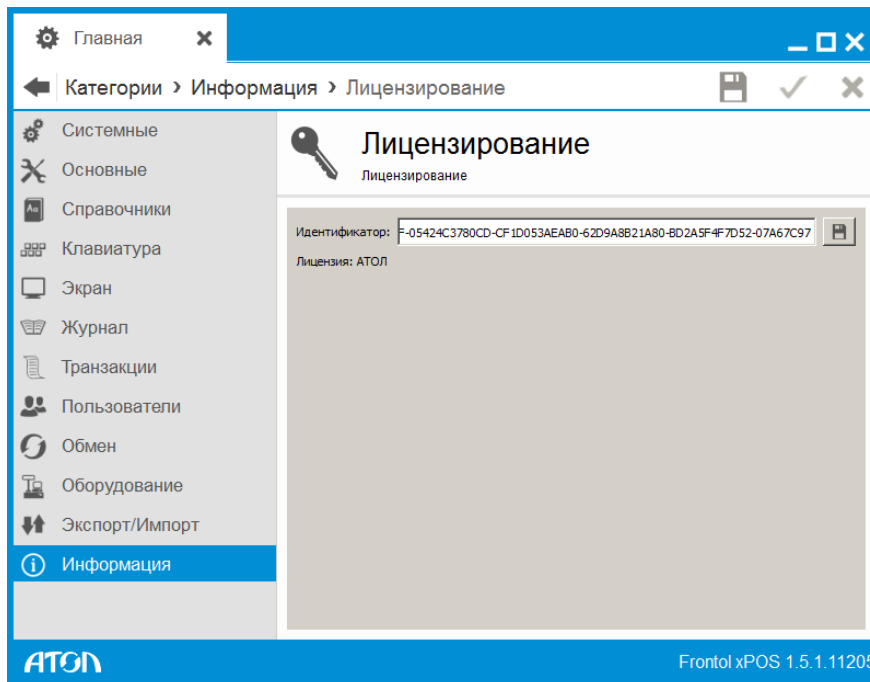 Главная
Категории > Информация > Лицензирование
Системные
Основные
Справочники
Клавиатура
Экран
Журнал
Транзакции
Пользователи
Обмен
Оборудование
Экспорт/Импорт
Информация
Лицензирование
Лицензирование
Идентификатор: F-05424C3780CD-CF1D053AEAB0-62D9A8B21A80-BD2A5F4F7D52-07A67C97
Лицензия: АТОЛ
АТОЛ
Frontol xPOS 1.5.1.11205